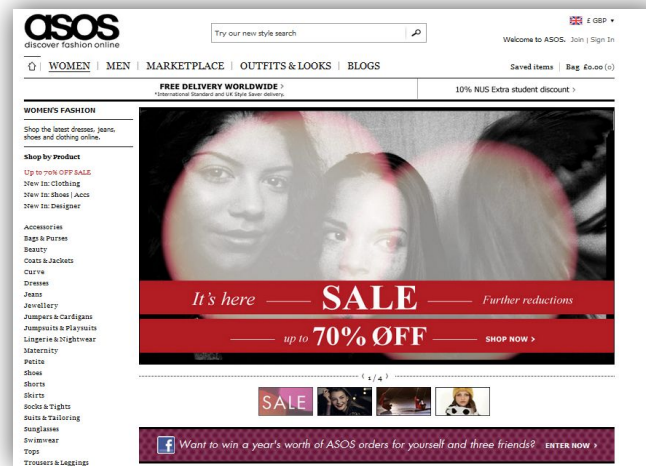 asos
discover fashion online
Try our new style search
£ GBP
Welcome to ASOS. Join | Sign In
WOMEN | MEN | MARKETPLACE | OUTFITS & LOOKS | BLOGS
Saved items | Bag £0.00 (0)
FREE DELIVERY WORLDWIDE >
*International Standard and UK Style Saver delivery.
10% NUS Extra student discount >
WOMEN'S FASHION
Shop the latest dresses, jeans,
shoes and clothing online.
Shop by Product
Up to 70% OFF SALE
New In: Clothing
New In: Shoes | Accs
New In: Designer
Accessories
Bags & Purses
Beauty
Coats & Jackets
Curve
Dresses
Jeans
Jewellery
Jumpers & Cardigans
Jumpsuits & Playsuits
Lingerie & Nightwear
Maternity
Petite
Shoes
Shorts
Skirts
Socks & Tights
Suits & Tailoring
Sunglasses
Swimwear
Tops
Trousers & Leggings
It's here SALE Further reductions
up to 70% ØFF SHOP NOW >
( 1/4 )
SALE
Want to win a year's worth of ASOS orders for yourself and three friends? ENTER NOW >